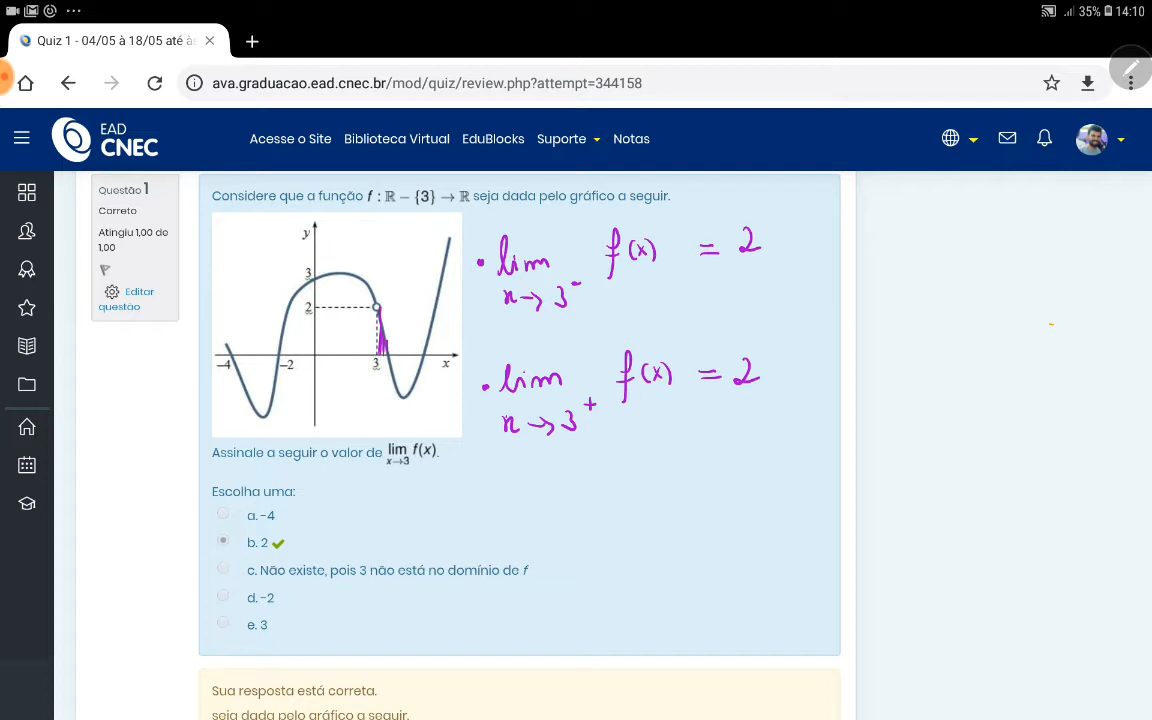 35% 14:10
Quiz 1 - 04/05 à 18/05 até às
ava.graduacao.ead.cnec.br/mod/quiz/review.php?attempt=344158
EAD
CNEC
Acesse o Site Biblioteca Virtual EduBlocks Suporte Notas
Questão 1
Correto
Atingiu 1,00 de
1,00
Editar
questão
Considere que a função f : ℝ − {3} → ℝ seja dada pelo gráfico a seguir.
y
3
2
-4 -2 3 x
• lim f(x) = 2
x → 3⁻
• lim f(x) = 2
x → 3⁺
Assinale a seguir o valor de lim f(x).
x→3
Escolha uma:
a. -4
b. 2
c. Não existe, pois 3 não está no domínio de f
d. -2
e. 3
Sua resposta está correta.
seja dada pelo gráfico a seguir.